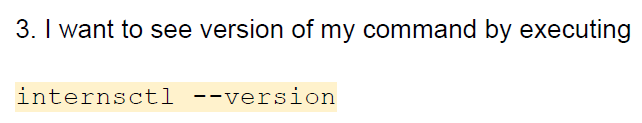 3. I want to see version of my command by executing
internsctl --version